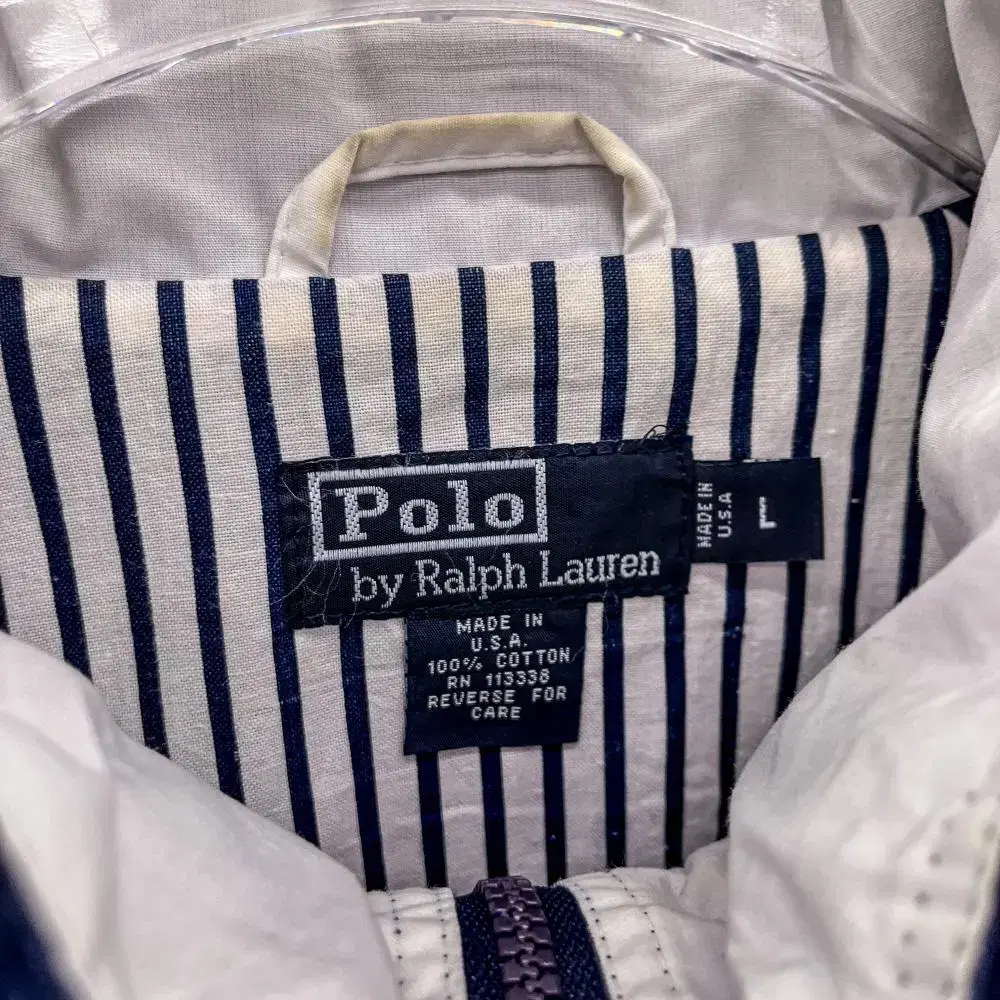 Polo
by Ralph Lauren
MADE IN
U.S.A
L
MADE IN
U.S.A.
100% COTTON
RN 113338
REVERSE FOR
CARE